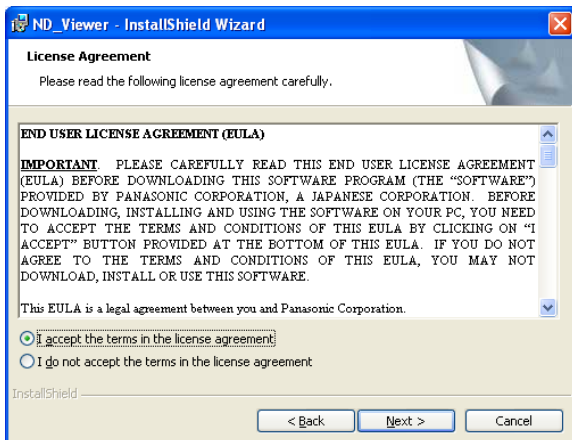 ND_Viewer - InstallShield Wizard
License Agreement
Please read the following license agreement carefully.
END USER LICENSE AGREEMENT (EULA)
IMPORTANT. PLEASE CAREFULLY READ THIS END USER LICENSE AGREEMENT
(EULA) BEFORE DOWNLOADING THIS SOFTWARE PROGRAM (THE “SOFTWARE”)
PROVIDED BY PANASONIC CORPORATION, A JAPANESE CORPORATION. BEFORE
DOWNLOADING, INSTALLING AND USING THE SOFTWARE ON YOUR PC, YOU NEED
TO ACCEPT THE TERMS AND CONDITIONS OF THIS EULA BY CLICKING ON “I
ACCEPT” BUTTON PROVIDED AT THE BOTTOM OF THIS EULA. IF YOU DO NOT
AGREE TO THE TERMS AND CONDITIONS OF THIS EULA, YOU MAY NOT
DOWNLOAD, INSTALL OR USE THIS SOFTWARE.
This EULA is a legal agreement between you and Panasonic Corporation.
I accept the terms in the license agreement
I do not accept the terms in the license agreement
InstallShield
< Back Next > Cancel